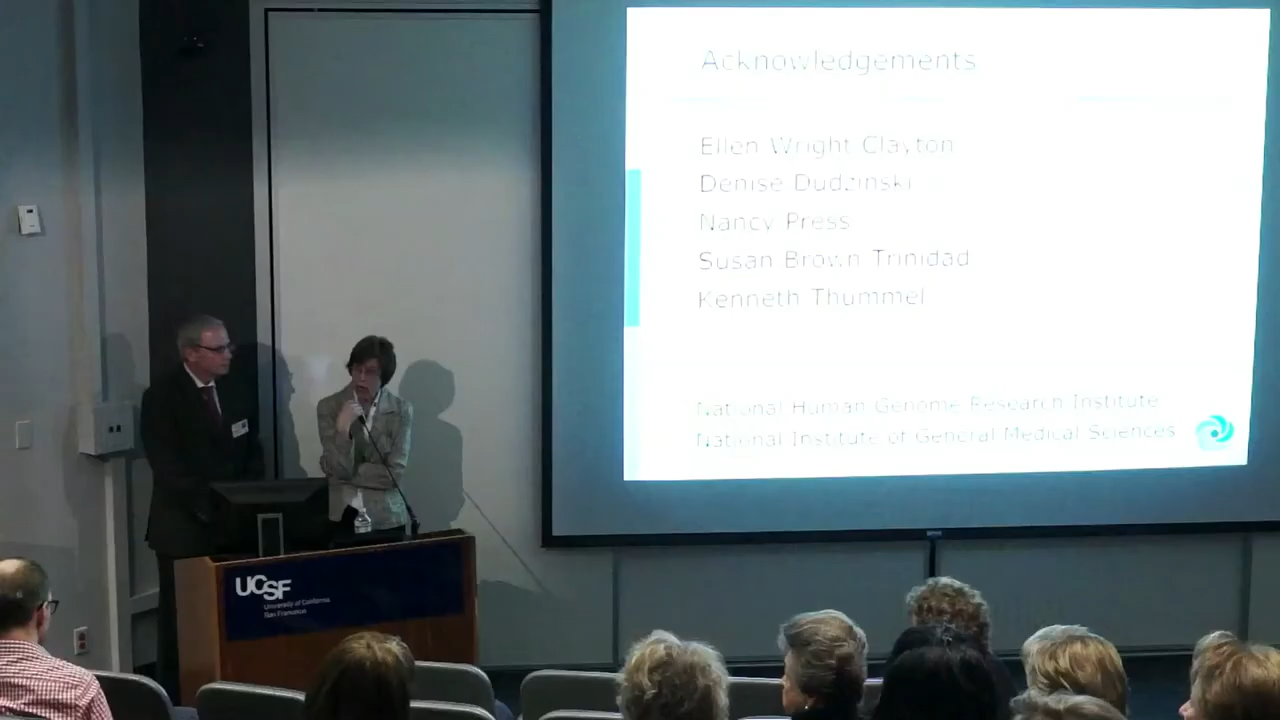 Acknowledgements
Ellen Wright Clayton
Denise Dudzinski
Nancy Press
Susan Brown Trinidad
Kenneth Thummel
National Human Genome Research Institute
National Institute of General Medical Sciences
UCSF
University of California
San Francisco